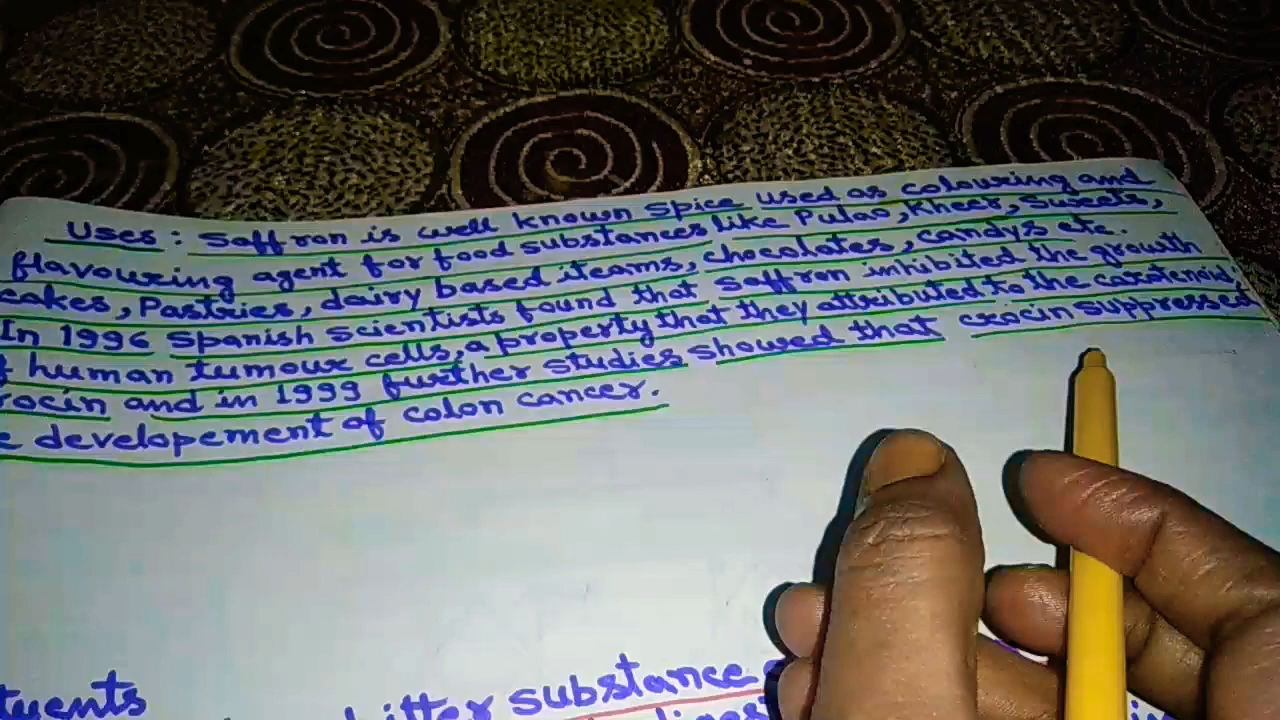 Uses: Saffron is well known spice used as colouring and
flavouring agent for food substances like Pulao, Kheer, Sweets,
cakes, Pastries, dairy based iteams, chocolates, candys etc.
In 1996 Spanish scientists found that saffron inhibited the growth
f human tumour cells, a property that they attributed to the carotenoid:
rocin and in 1999 further studies showed that crocin suppressed
e developement of colon cancer.
tuents
bitter substance
digest